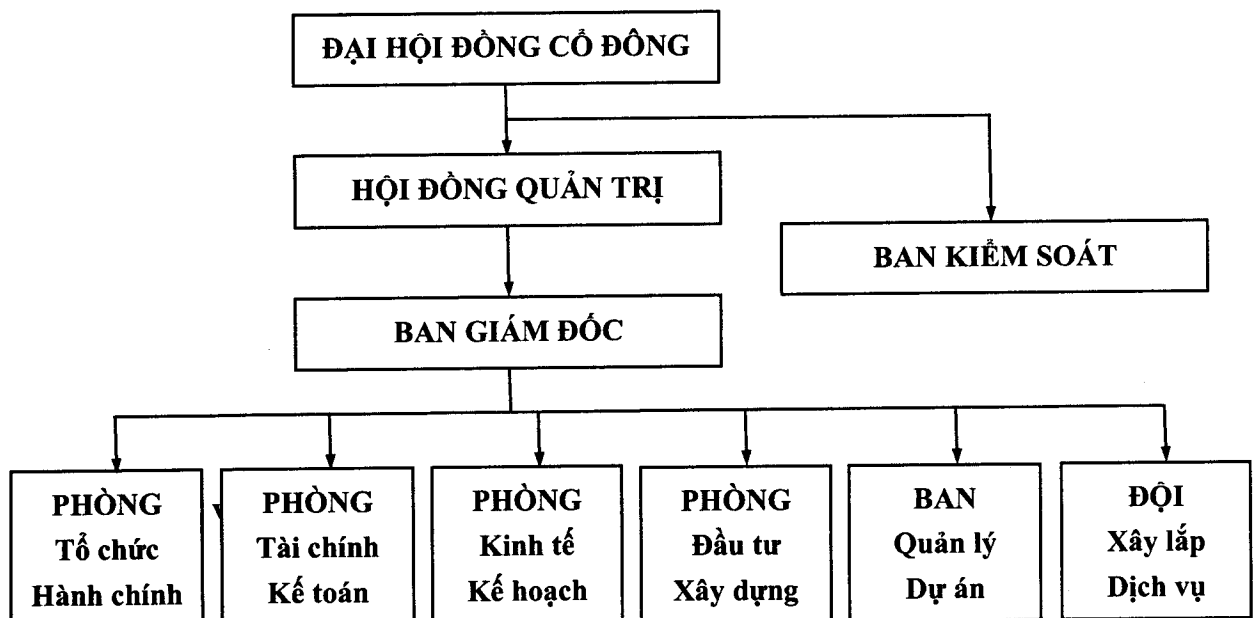 ĐẠI HỘI ĐỒNG CỔ ĐÔNG
HỘI ĐỒNG QUẢN TRỊ
BAN KIỂM SOÁT
BAN GIÁM ĐỐC
PHÒNG
Tổ chức
Hành chính
PHÒNG
Tài chính
Kế toán
PHÒNG
Kinh tế
Kế hoạch
PHÒNG
Đầu tư
Xây dựng
BAN
Quản lý
Dự án
ĐỘI
Xây lắp
Dịch vụ